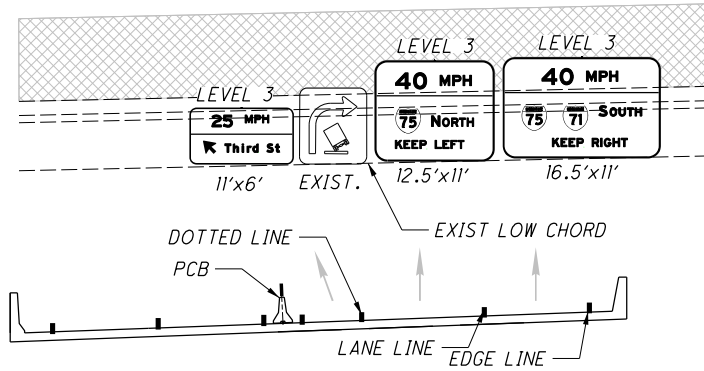 LEVEL 3
25 MPH
Third St
11'x6'
EXIST.
LEVEL 3
40 MPH
75 NORTH
KEEP LEFT
12.5'x11'
LEVEL 3
40 MPH
75 71 SOUTH
KEEP RIGHT
16.5'x11'
EXIST LOW CHORD
DOTTED LINE
PCB
LANE LINE
EDGE LINE